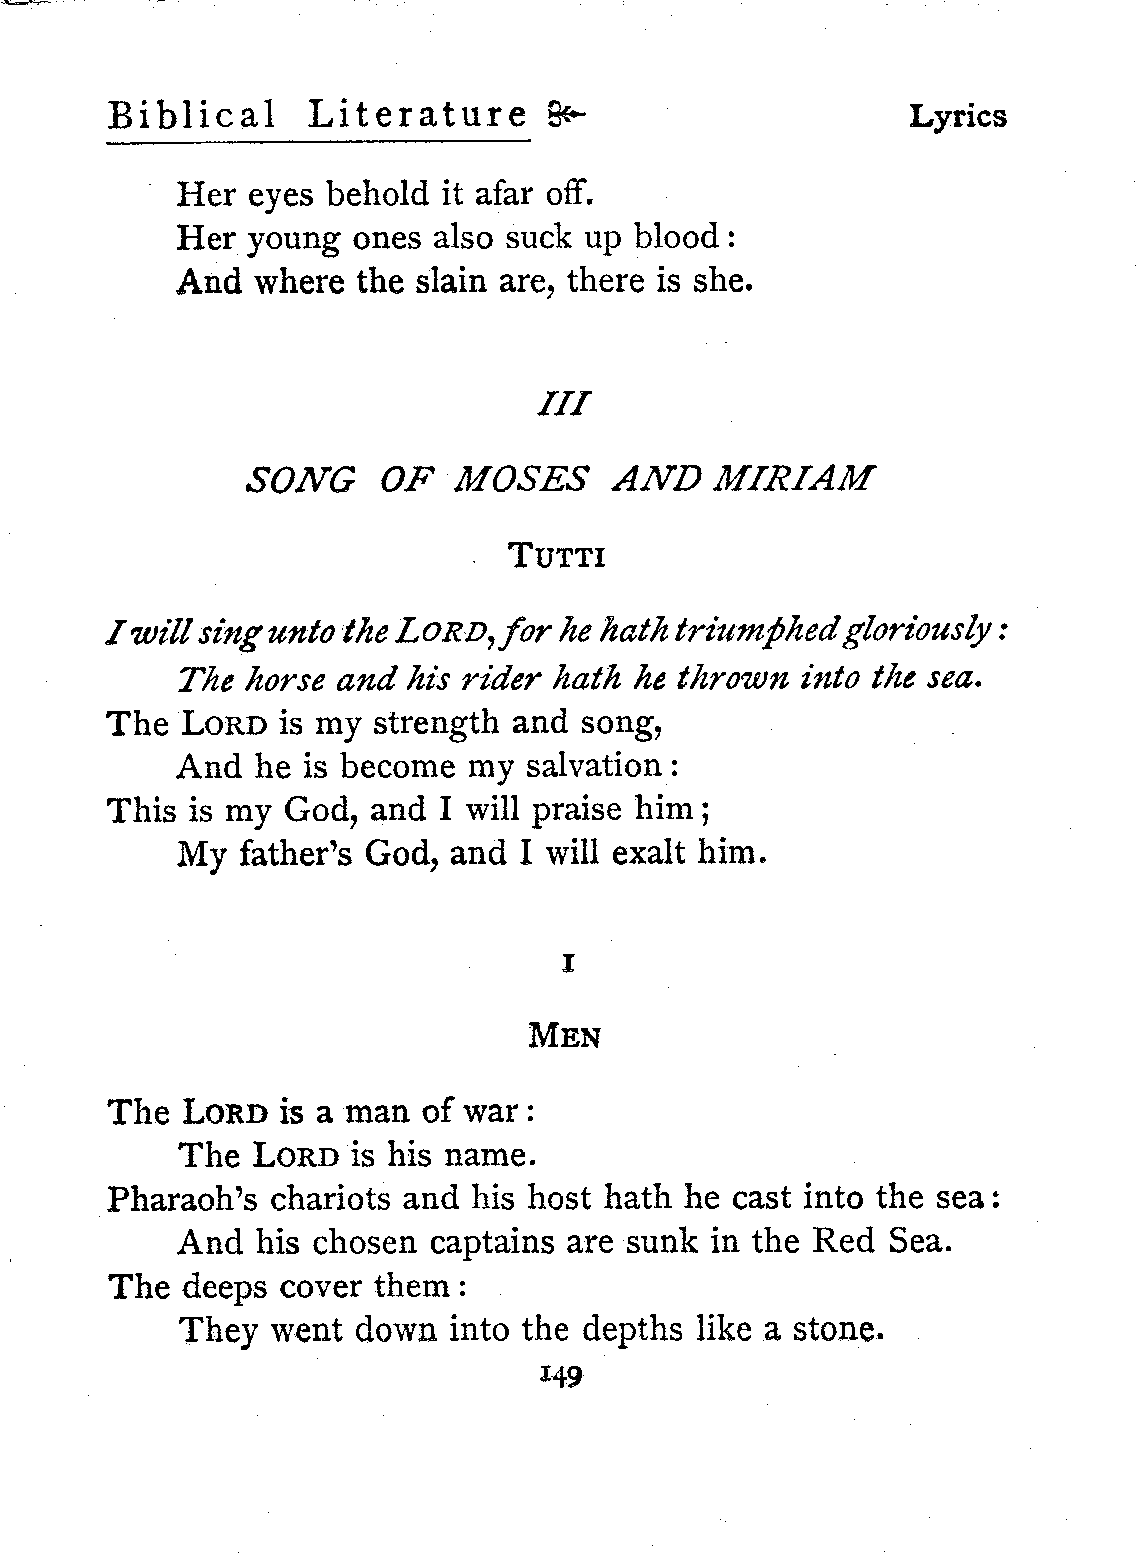 Biblical Literature Lyrics
Her eyes behold it afar off.
Her young ones also suck up blood :
And where the slain are, there is she.
III
SONG OF MOSES AND MIRIAM
TUTTI
I will sing unto the LORD, for he hath triumphed gloriously :
The horse and his rider hath he thrown into the sea.
The LORD is my strength and song,
And he is become my salvation :
This is my God, and I will praise him ;
My father's God, and I will exalt him.
I
MEN
The LORD is a man of war :
The LORD is his name.
Pharaoh's chariots and his host hath he cast into the sea :
And his chosen captains are sunk in the Red Sea.
The deeps cover them :
They went down into the depths like a stone.
149